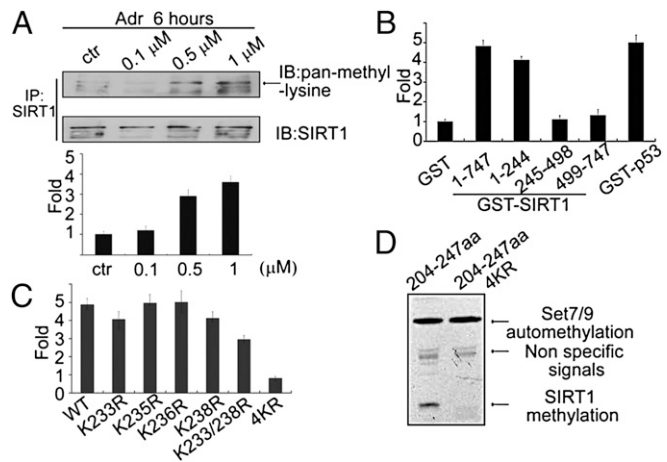 A
Adr 6 hours
ctr
0.1 μM
0.5 μM
1 μM
IP:
SIRT1
IB:pan-methyl
-lysine
IB:SIRT1
Fold
5
4
3
2
1
ctr
0.1
0.5
1
(μM)
B
Fold
5
4
3
2
1
0
GST
1-747
1-244
245-498
499-747
GST-p53
GST-SIRT1
C
Fold
5
4
3
2
1
0
WT
K233R
K235R
K236R
K238R
K233/238R
4KR
D
204-247aa
204-247aa
4KR
Set7/9
automethylation
Non specific
signals
SIRT1
methylation